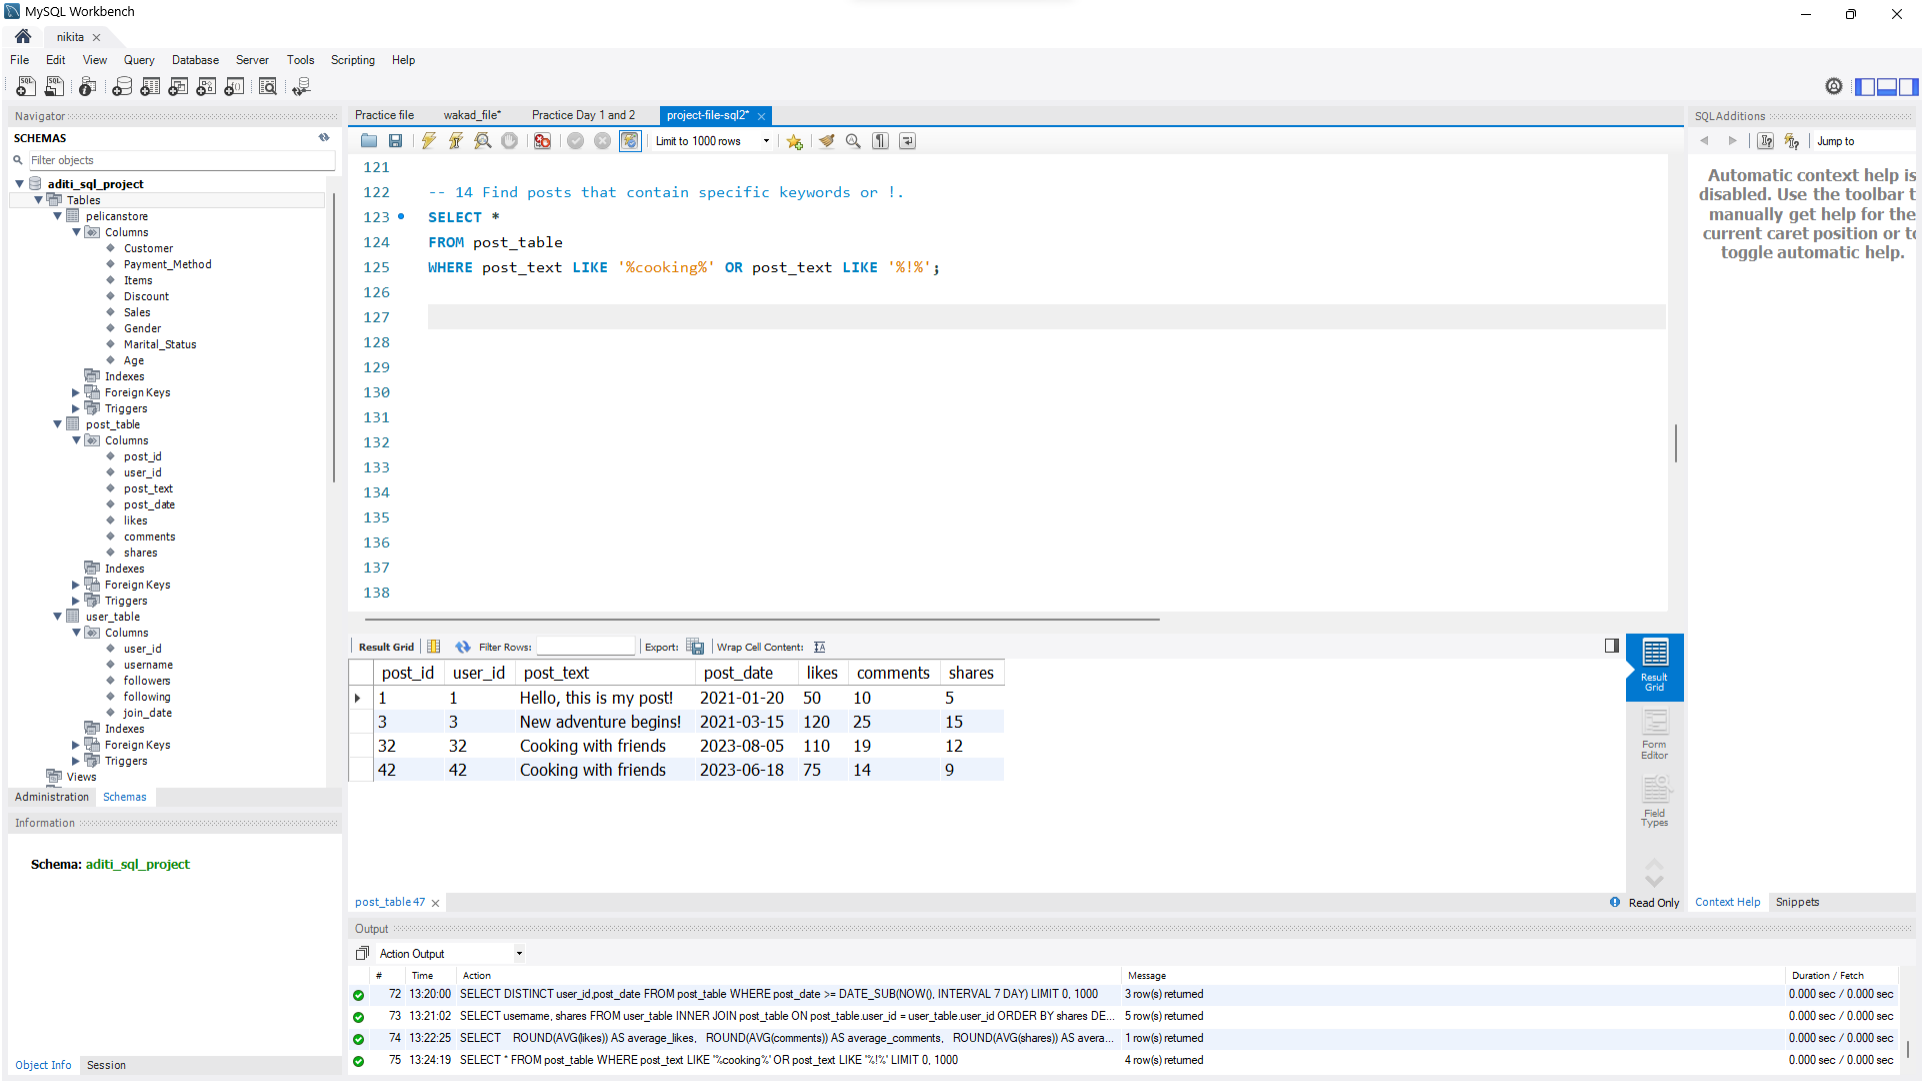 MySQL Workbench
nikita
File Edit View Query Database Server Tools Scripting Help
Navigator
SCHEMAS
Filter objects
aditi_sql_project
Tables
pelicanstore
Columns
Customer
Payment_Method
Items
Discount
Sales
Gender
Marital_Status
Age
Indexes
Foreign Keys
Triggers
post_table
Columns
post_id
user_id
post_text
post_date
likes
comments
shares
Indexes
Foreign Keys
Triggers
user_table
Columns
user_id
username
followers
following
join_date
Indexes
Foreign Keys
Triggers
Views
Administration Schemas
Information
Schema: aditi_sql_project
Object Info Session
Practice file wakad_file* Practice Day 1 and 2 project-file-sql2*
Limit to 1000 rows
121
122 -- 14 Find posts that contain specific keywords or !.
123 SELECT *
124 FROM post_table
125 WHERE post_text LIKE '%cooking%' OR post_text LIKE '%!%';
126
127
128
129
130
131
132
133
134
135
136
137
138
Result Grid Filter Rows: Export: Wrap Cell Content:
post_id user_id post_text post_date likes comments shares
1 1 Hello, this is my post! 2021-01-20 50 10 5
3 3 New adventure begins! 2021-03-15 120 25 15
32 32 Cooking with friends 2023-08-05 110 19 12
42 42 Cooking with friends 2023-06-18 75 14 9
Result
Grid
Form
Editor
Field
Types
post_table 47
Read Only
SQLAdditions
Jump to
Automatic context help is
disabled. Use the toolbar t
manually get help for the
current caret position or to
toggle automatic help.
Context Help Snippets
Output
Action Output
# Time Action Message Duration / Fetch
72 13:20:00 SELECT DISTINCT user_id,post_date FROM post_table WHERE post_date >= DATE_SUB(NOW(), INTERVAL 7 DAY) LIMIT 0, 1000 3 row(s) returned 0.000 sec / 0.000 sec
73 13:21:02 SELECT username, shares FROM user_table INNER JOIN post_table ON post_table.user_id = user_table.user_id ORDER BY shares DE... 5 row(s) returned 0.000 sec / 0.000 sec
74 13:22:25 SELECT ROUND(AVG(likes)) AS average_likes, ROUND(AVG(comments)) AS average_comments, ROUND(AVG(shares)) AS avera... 1 row(s) returned 0.000 sec / 0.000 sec
75 13:24:19 SELECT * FROM post_table WHERE post_text LIKE '%cooking%' OR post_text LIKE '%!%' LIMIT 0, 1000 4 row(s) returned 0.000 sec / 0.000 sec